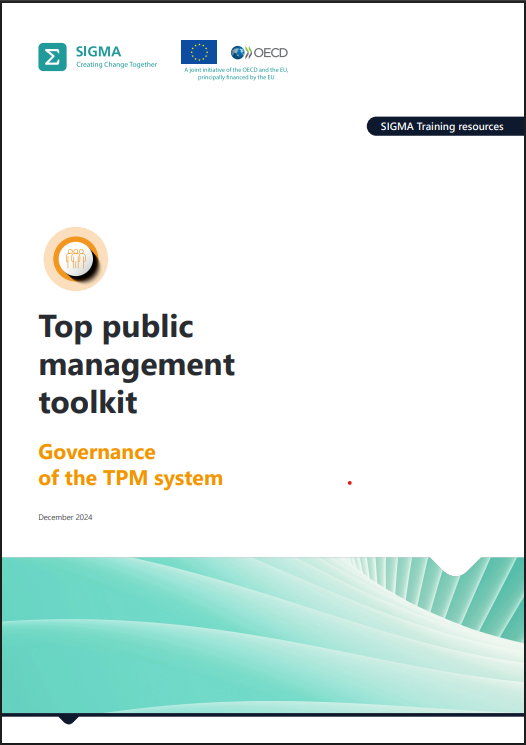 SIGMA
Creating Change Together
OECD
A joint initiative of the OECD and the EU,
principally financed by the EU
SIGMA Training resources
Top public
management
toolkit
Governance
of the TPM system
December 2024